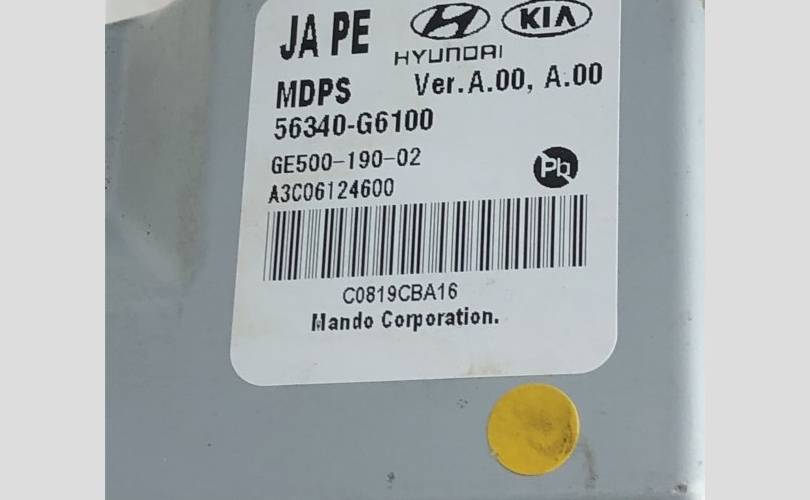 JA PE
HYUNDAI
KIA
MDPS Ver.A.00, A.00
56340-G6100
GE500-190-02
Pb
A3C06124600
C0819CBA16
Mando Corporation.